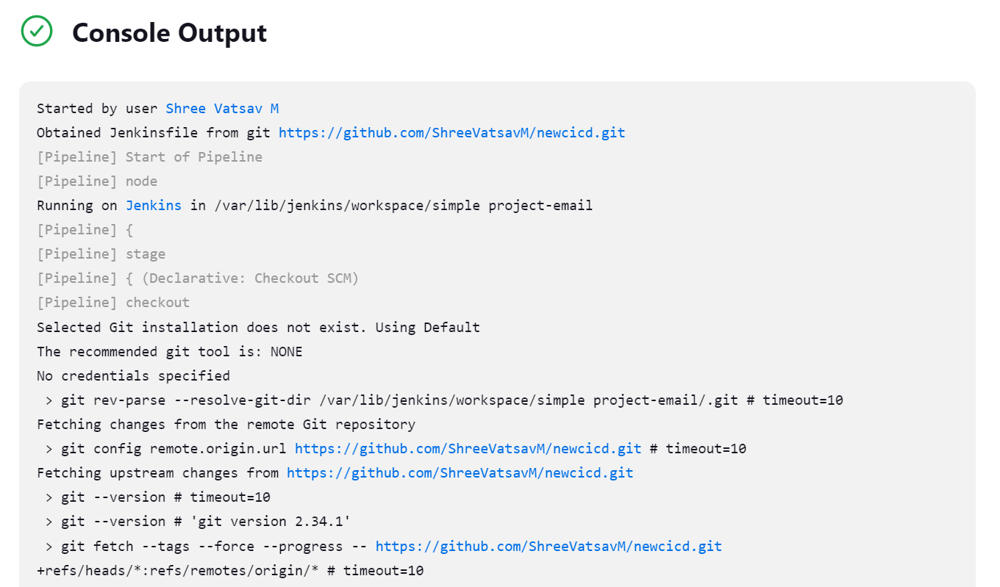 Console Output
Started by user Shree Vatsav M
Obtained Jenkinsfile from git https://github.com/ShreeVatsavM/newcicd.git
[Pipeline] Start of Pipeline
[Pipeline] node
Running on Jenkins in /var/lib/jenkins/workspace/simple project-email
[Pipeline] {
[Pipeline] stage
[Pipeline] { (Declarative: Checkout SCM)
[Pipeline] checkout
Selected Git installation does not exist. Using Default
The recommended git tool is: NONE
No credentials specified
 > git rev-parse --resolve-git-dir /var/lib/jenkins/workspace/simple project-email/.git # timeout=10
Fetching changes from the remote Git repository
 > git config remote.origin.url https://github.com/ShreeVatsavM/newcicd.git # timeout=10
Fetching upstream changes from https://github.com/ShreeVatsavM/newcicd.git
 > git --version # timeout=10
 > git --version # 'git version 2.34.1'
 > git fetch --tags --force --progress -- https://github.com/ShreeVatsavM/newcicd.git
+refs/heads/*:refs/remotes/origin/* # timeout=10